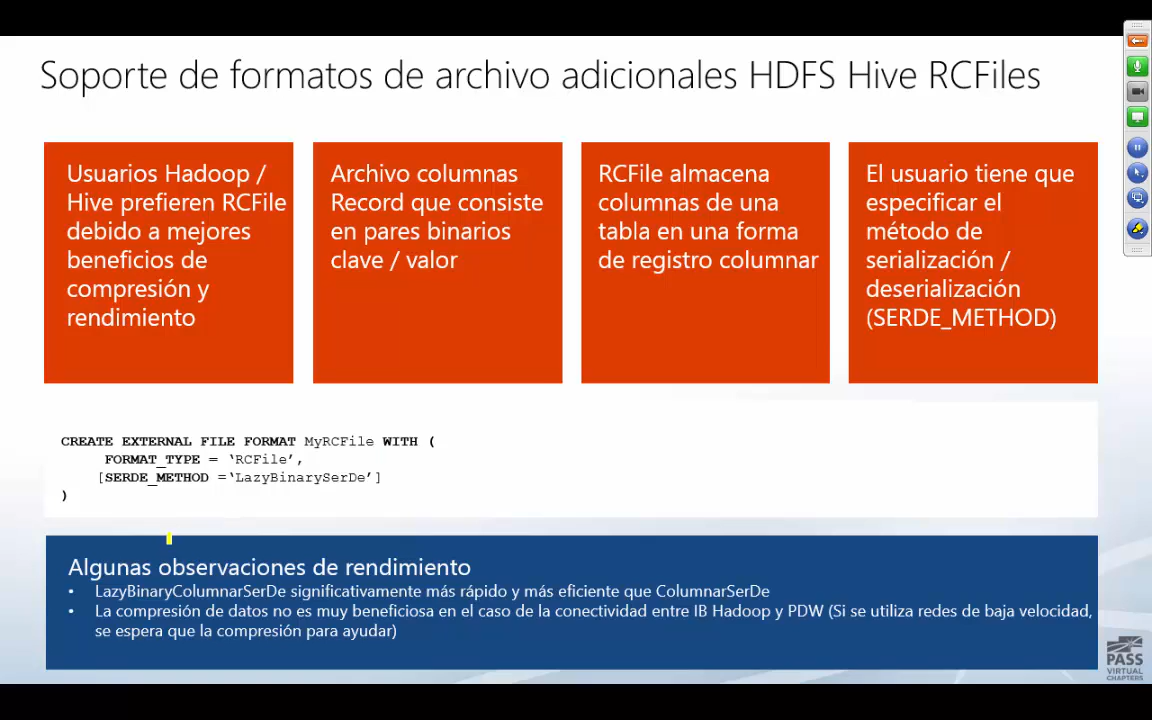 Soporte de formatos de archivo adicionales HDFS Hive RCFiles
Usuarios Hadoop /
Hive prefieren RCFile
debido a mejores
beneficios de
compresión y
rendimiento
Archivo columnas
Record que consiste
en pares binarios
clave / valor
RCFile almacena
columnas de una
tabla en una forma
de registro columnar
El usuario tiene que
especificar el
método de
serialización /
deserialización
(SERDE_METHOD)
CREATE EXTERNAL FILE FORMAT MyRCFile WITH (
FORMAT_TYPE = ‘RCFile’,
[SERDE_METHOD =‘LazyBinarySerDe’]
)
Algunas observaciones de rendimiento
• LazyBinaryColumnarSerDe significativamente más rápido y más eficiente que ColumnarSerDe
• La compresión de datos no es muy beneficiosa en el caso de la conectividad entre IB Hadoop y PDW (Si se utiliza redes de baja velocidad,
se espera que la compresión para ayudar)
PASS
VIRTUAL
CHAPTERS